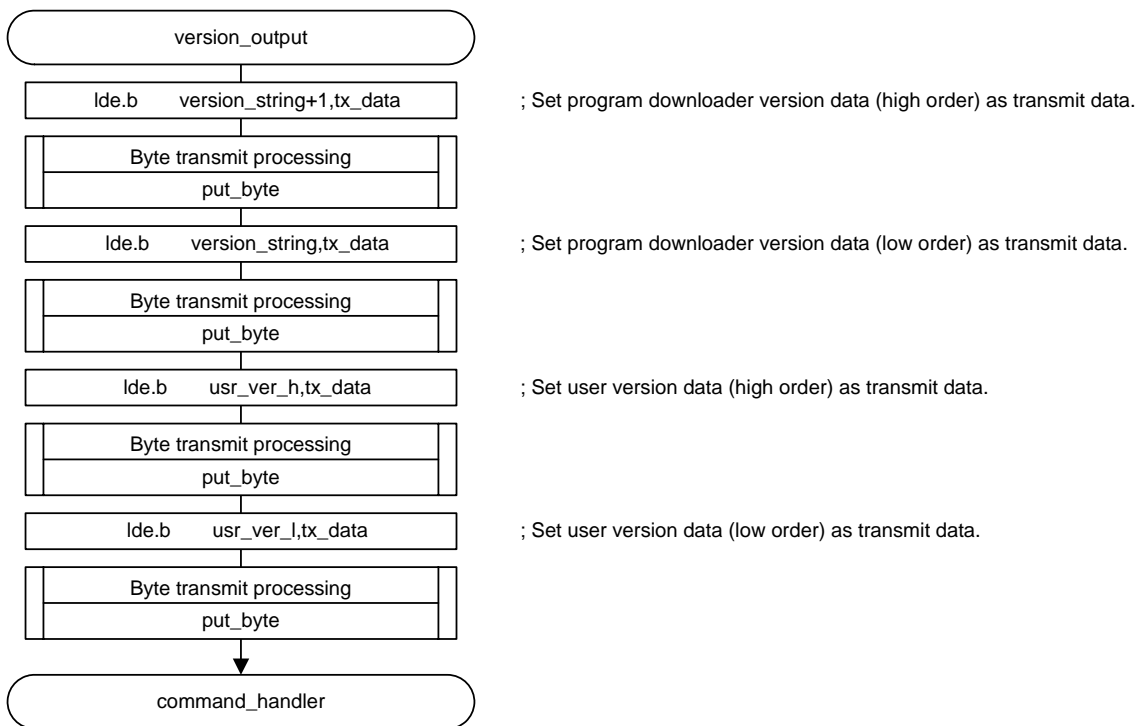 version_output
lde.b version_string+1,tx_data ; Set program downloader version data (high order) as transmit data.
Byte transmit processing
put_byte
lde.b version_string,tx_data ; Set program downloader version data (low order) as transmit data.
Byte transmit processing
put_byte
lde.b usr_ver_h,tx_data ; Set user version data (high order) as transmit data.
Byte transmit processing
put_byte
lde.b usr_ver_l,tx_data ; Set user version data (low order) as transmit data.
Byte transmit processing
put_byte
command_handler